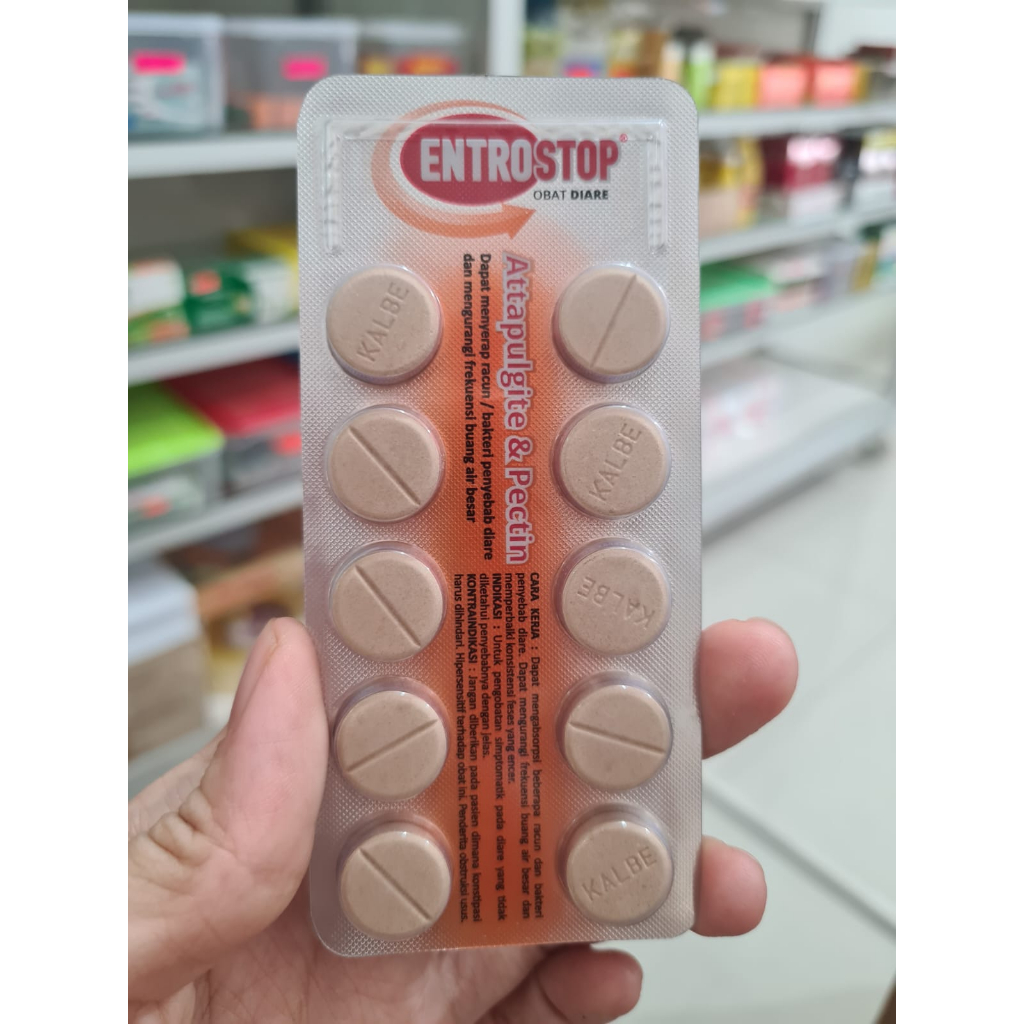 ENTROSTOP®
OBAT DIARE
Attapulgite & Pectin
Dapat menyerap racun / bakteri penyebab diare
dan mengurangi frekuensi buang air besar
CARA KERJA : Dapat mengabsorpsi beberapa racun dan bakteri
penyebab diare. Dapat mengurangi frekuensi buang air besar dan
memperbaiki konsistensi feses yang encer.
INDIKASI : Untuk pengobatan simptomatik pada diare yang tidak
diketahui penyebabnya dengan jelas.
KONTRAINDIKASI : Jangan diberikan pada pasien dimana konstipasi
harus dihindari. Hipersensitif terhadap obat ini. Penderita obstruksi usus.
KALBE
KALBE
KALBE
KALBE